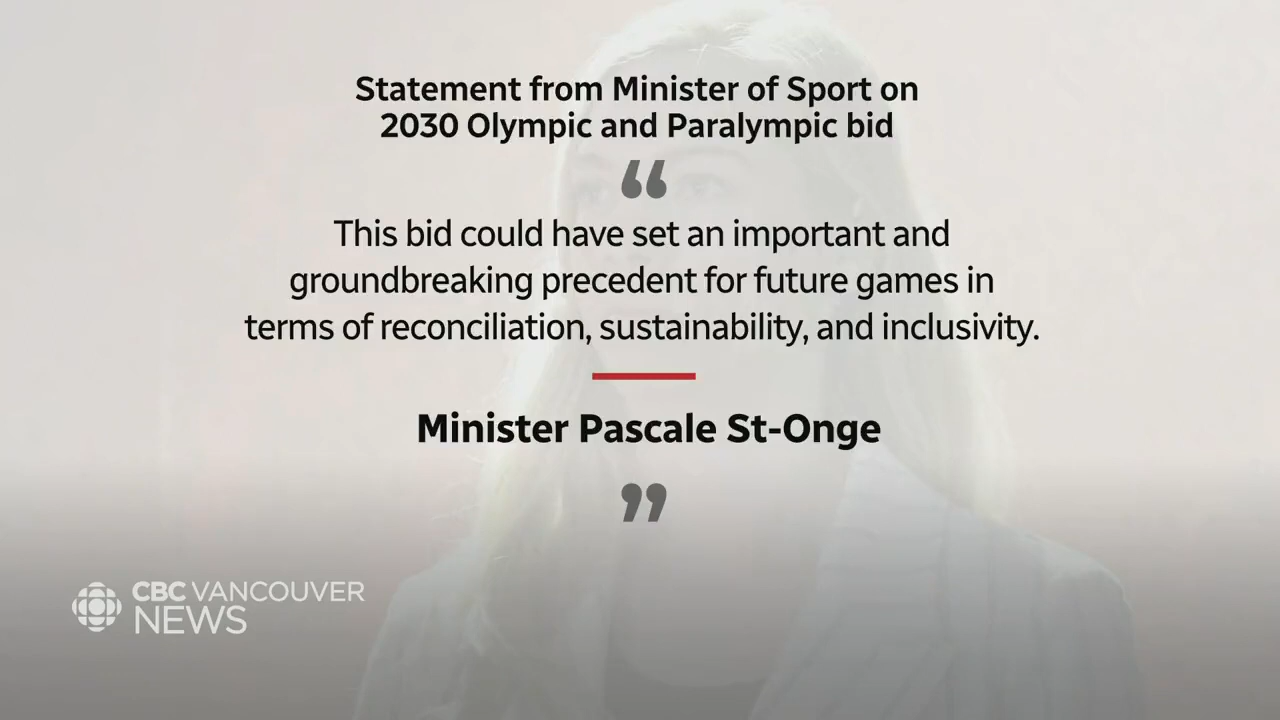 Statement from Minister of Sport on
2030 Olympic and Paralympic bid
“
This bid could have set an important and
groundbreaking precedent for future games in
terms of reconciliation, sustainability, and inclusivity.
Minister Pascale St-Onge
”
CBC VANCOUVER
NEWS